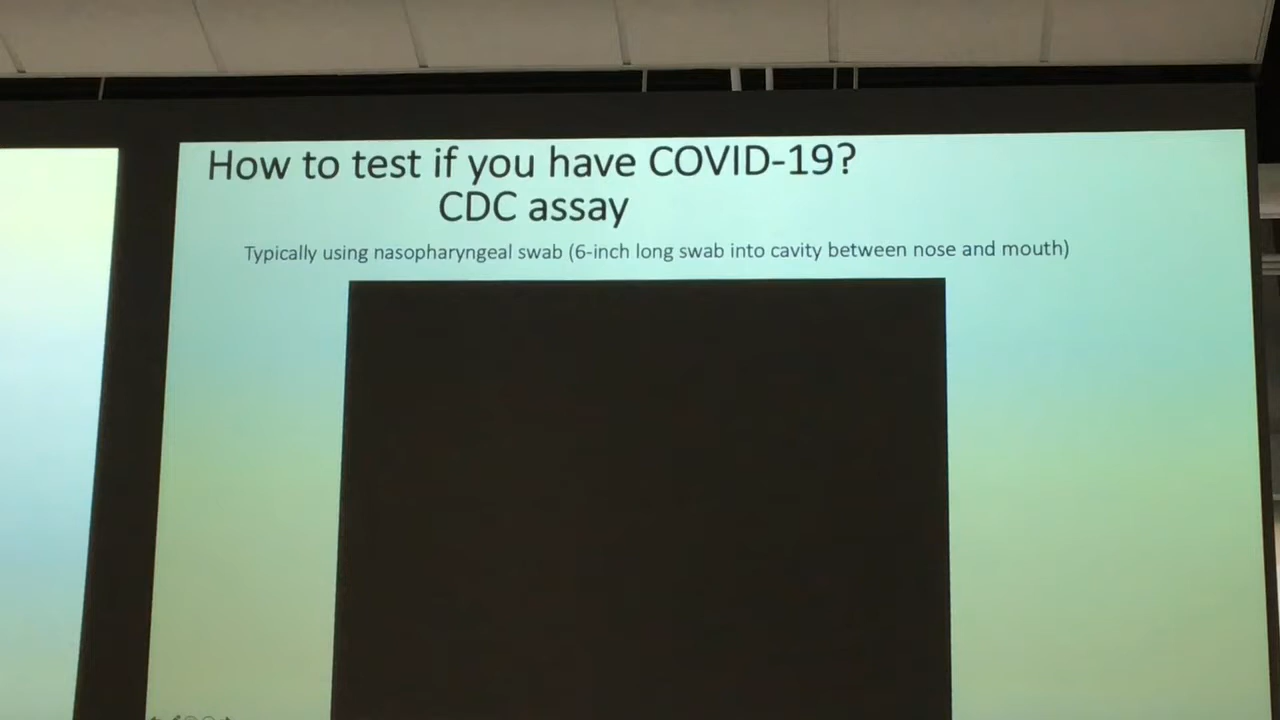 How to test if you have COVID-19?
CDC assay
Typically using nasopharyngeal swab (6-inch long swab into cavity between nose and mouth)